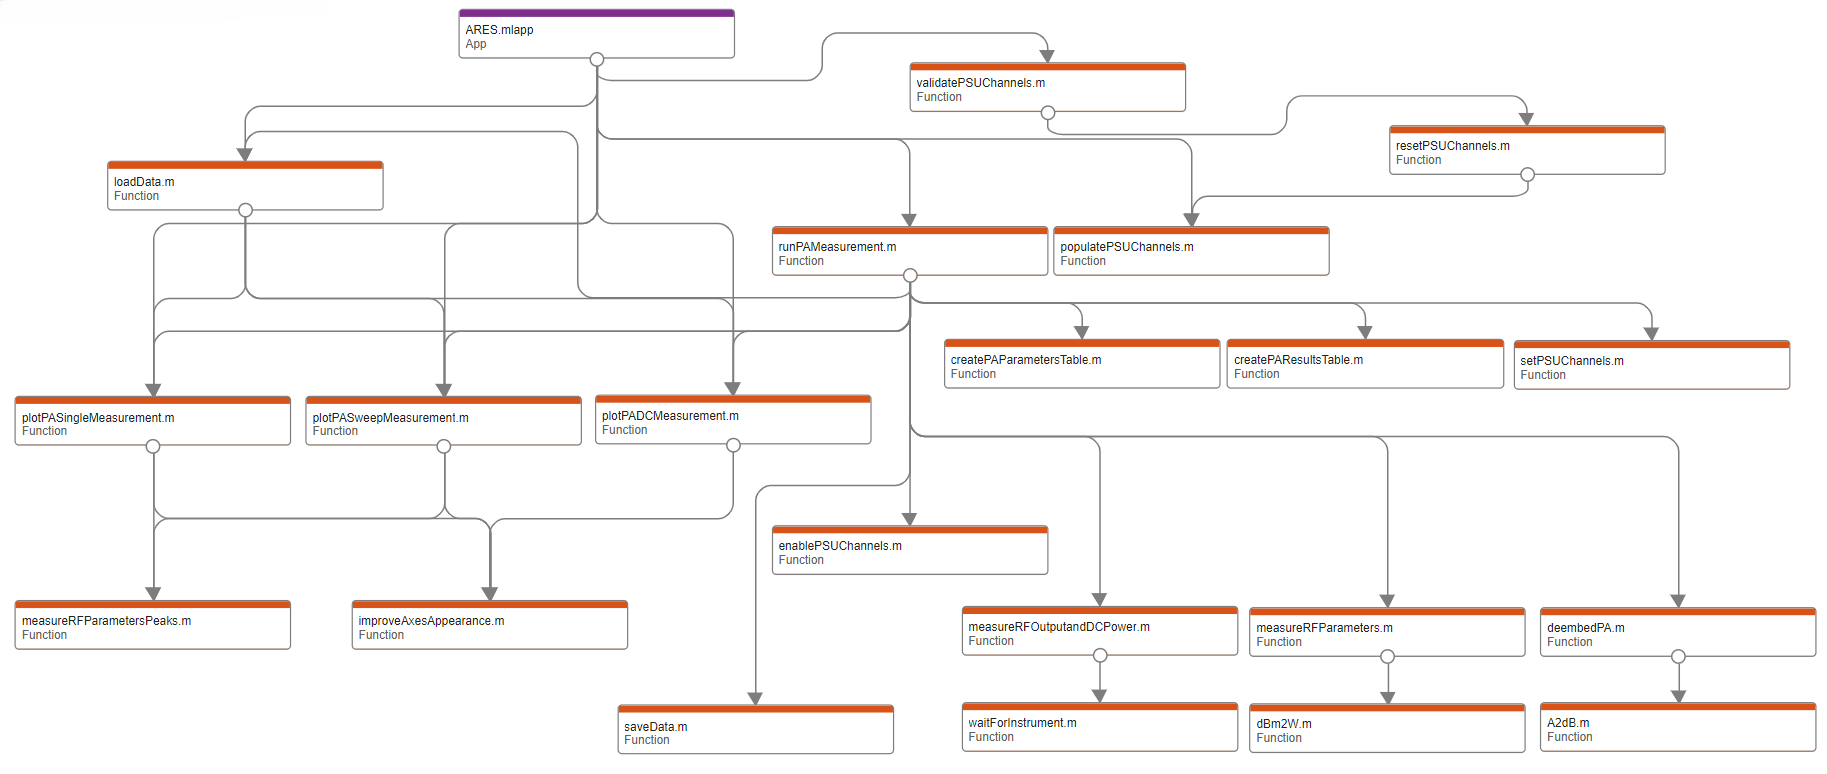 ARES.mlapp
App
validatePSUChannels.m
Function
resetPSUChannels.m
Function
loadData.m
Function
runPAMeasurement.m
Function
populatePSUChannels.m
Function
createPAParametersTable.m
Function
createPAResultsTable.m
Function
setPSUChannels.m
Function
plotPASingleMeasurement.m
Function
plotPASweepMeasurement.m
Function
plotPADCMeasurement.m
Function
enablePSUChannels.m
Function
measureRFParametersPeaks.m
Function
improveAxesAppearance.m
Function
measureRFOutputandDCPower.m
Function
measureRFParameters.m
Function
deembedPA.m
Function
saveData.m
Function
waitForInstrument.m
Function
dBm2W.m
Function
A2dB.m
Function